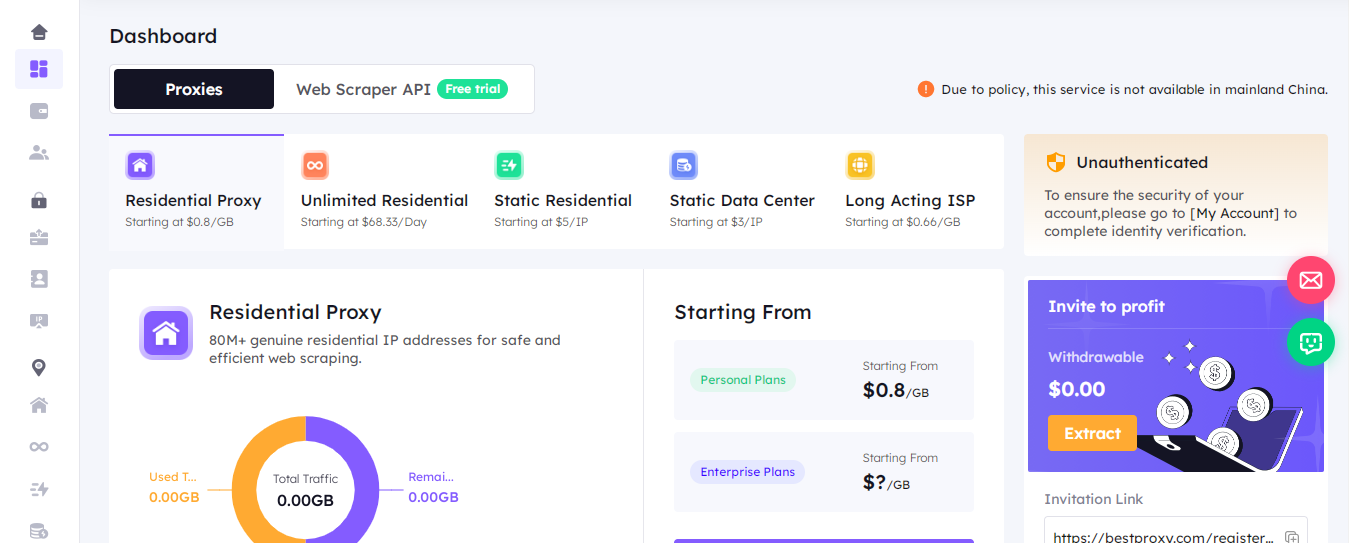 Dashboard
Proxies
Web Scraper API Free trial
Due to policy, this service is not available in mainland China.
Residential Proxy
Starting at $0.8/GB
Unlimited Residential
Starting at $68.33/Day
Static Residential
Starting at $5/IP
Static Data Center
Starting at $3/IP
Long Acting ISP
Starting at $0.66/GB
Unauthenticated
To ensure the security of your
account,please go to [My Account] to
complete identity verification.
Residential Proxy
80M+ genuine residential IP addresses for safe and
efficient web scraping.
Used T...
0.00GB
Total Traffic
0.00GB
Remai...
0.00GB
Starting From
Personal Plans
Starting From
$0.8/GB
Enterprise Plans
Starting From
$?/GB
Invite to profit
Withdrawable
$0.00
Extract
Invitation Link
https://bestproxy.com/register...
IP